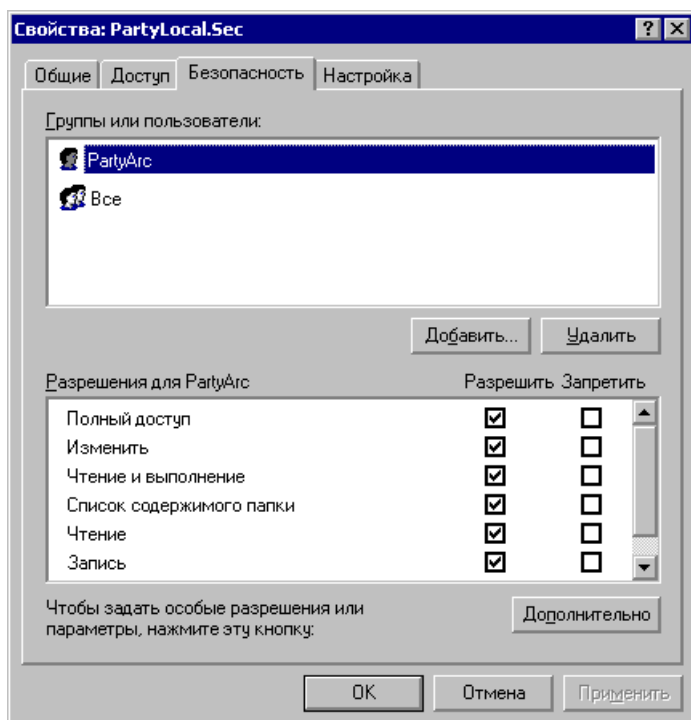 Свойства: PartyLocal.Sec
Общие Доступ Безопасность Настройка
Группы или пользователи:
PartyArc
Все
Добавить... Удалить
Разрешения для PartyArc Разрешить Запретить
Полный доступ
Изменить
Чтение и выполнение
Список содержимого папки
Чтение
Запись
Чтобы задать особые разрешения или
параметры, нажмите эту кнопку:
Дополнительно
OK Отмена Применить